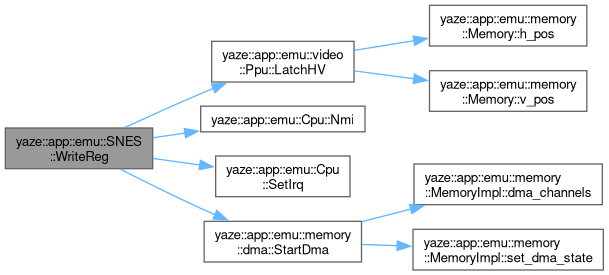 yaze::app::emu::SNES
::WriteReg
yaze::app::emu::video
::Ppu::LatchHV
yaze::app::emu::memory
::Memory::h_pos
yaze::app::emu::memory
::Memory::v_pos
yaze::app::emu::Cpu::Nmi
yaze::app::emu::Cpu
::SetIrq
yaze::app::emu::memory
::dma::StartDma
yaze::app::emu::memory
::MemoryImpl::dma_channels
yaze::app::emu::memory
::MemoryImpl::set_dma_state